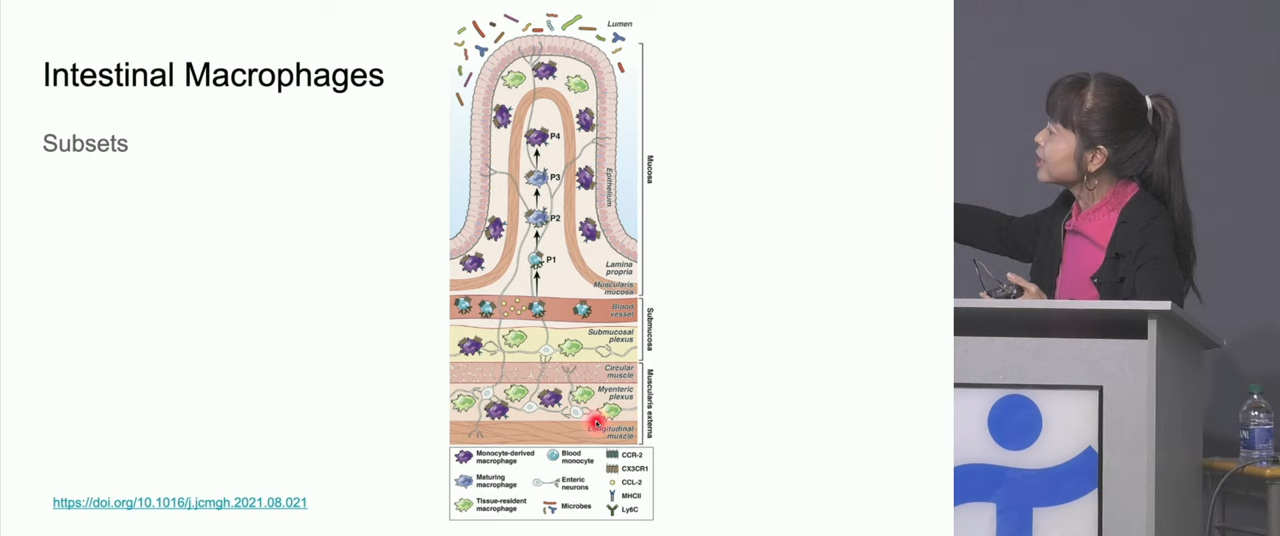 Intestinal Macrophages
Subsets
https://doi.org/10.1016/j.jcmgh.2021.08.021
Lumen
P4
P3
P2
P1
Epithelium
Mucosa
Lamina
propria
Muscularis
mucosa
Blood
vessel
Submucosal
plexus
Submucosa
Circular
muscle
Myenteric
plexus
Longitudinal
muscle
Muscularis externa
Monocyte-derived
macrophage
Maturing
macrophage
Tissue-resident
macrophage
Blood
monocyte
Enteric
neurons
Microbes
CCR-2
CX3CR1
CCL-2
MHCII
Ly6C